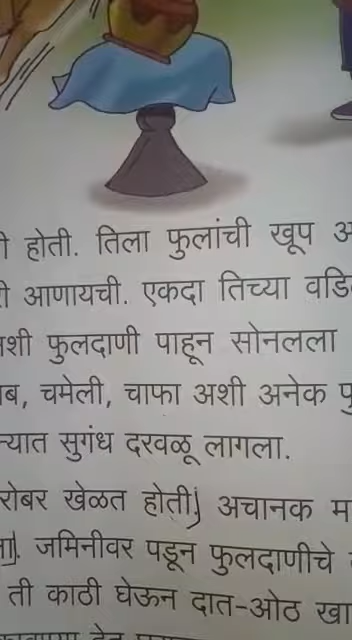 ी होती. तिला फुलांची खूप
आणायची. एकदा तिच्या
शी फुलदाणी पाहून सोनलला
ब, चमेली, चाफा अशी अनेक
्यात सुगंध दरवळू लागला.
रोबर खेळत होती. अचानक
जमिनीवर पडून फुलदाणीचे
ती काठी घेऊन दात-ओठ